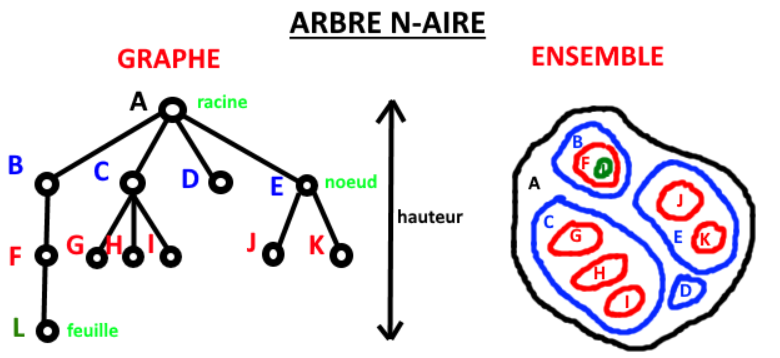 ARBRE N-AIRE
GRAPHE
ENSEMBLE
A racine
B C D E noeud
hauteur
F G H I J K
L feuille
A
B
F
J
C
G
E
K
H
D
I